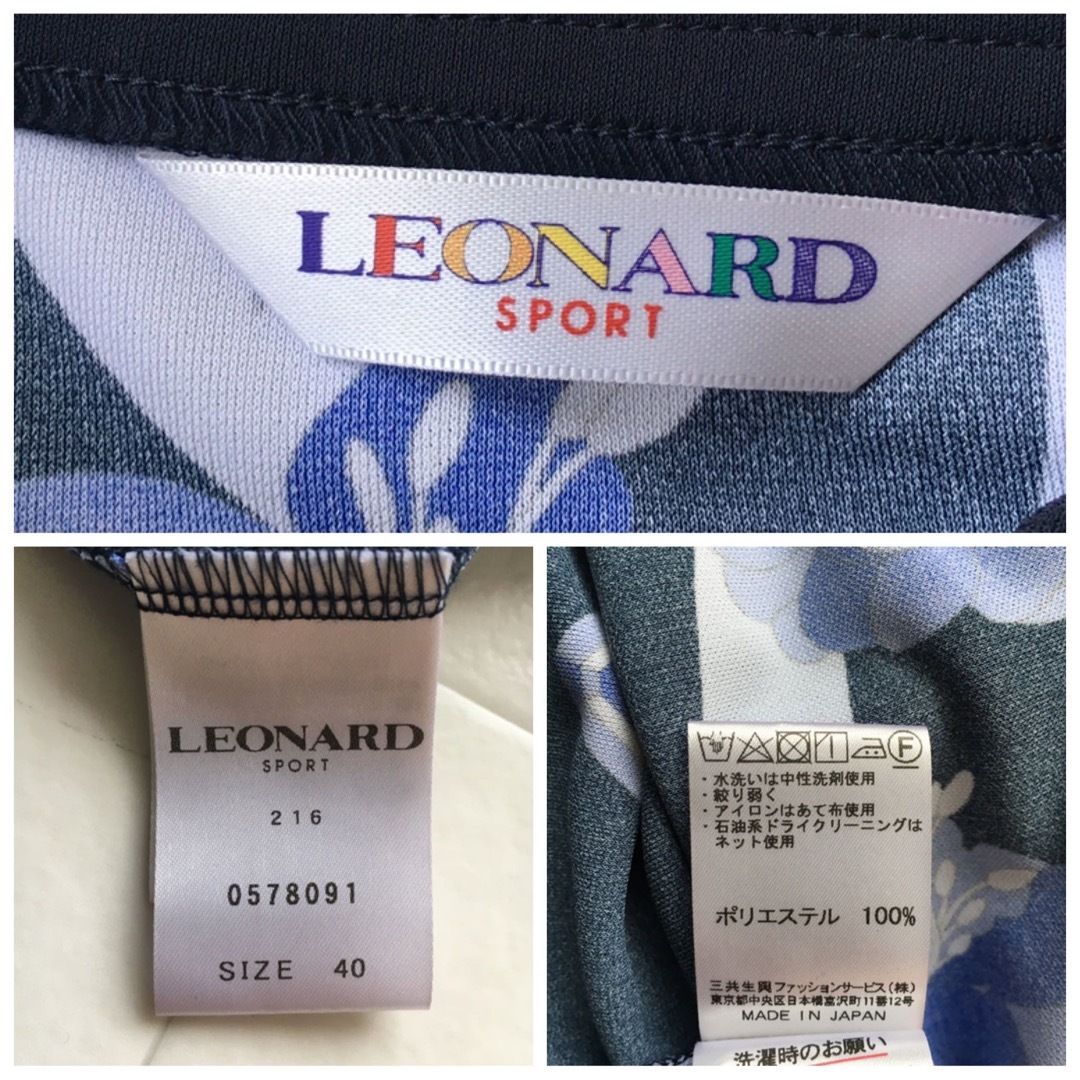 LEONARD
SPORT
LEONARD
SPORT
216
0578091
SIZE 40
F
・水洗いは中性洗剤使用
・絞り弱く
・アイロンはあて布使用
・石油系ドライクリーニングは
ネット使用
ポリエステル 100%
三共生興ファッションサービス(株)
東京都中央区日本橋富沢町11番12号
MADE IN JAPAN
洗濯時のお願い